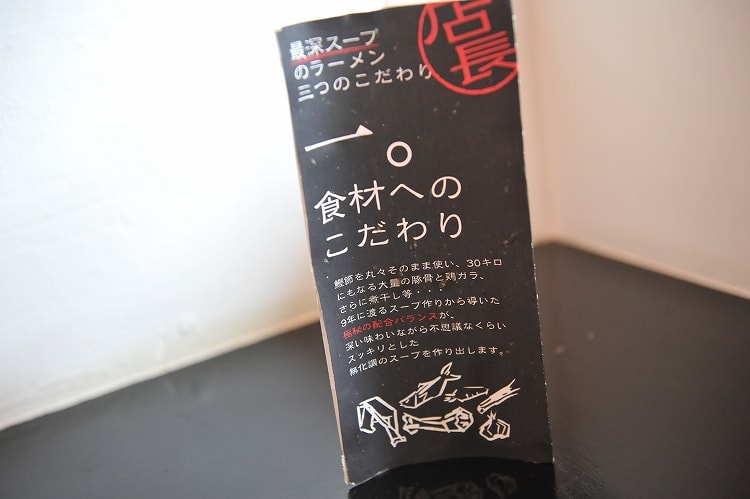 店長
最深スープ
のラーメン
三つのこだわり
一。
食材への
こだわり
鰹節を丸々そのまま使い、30キロ
にもなる大量の豚骨と鶏ガラ、
さらに煮干し等・・・
9年に渡るスープ作りから導いた
極秘の配合バランスが、
深い味わいながら不思議なくらい
スッキリとした
無化調のスープを作り出します。